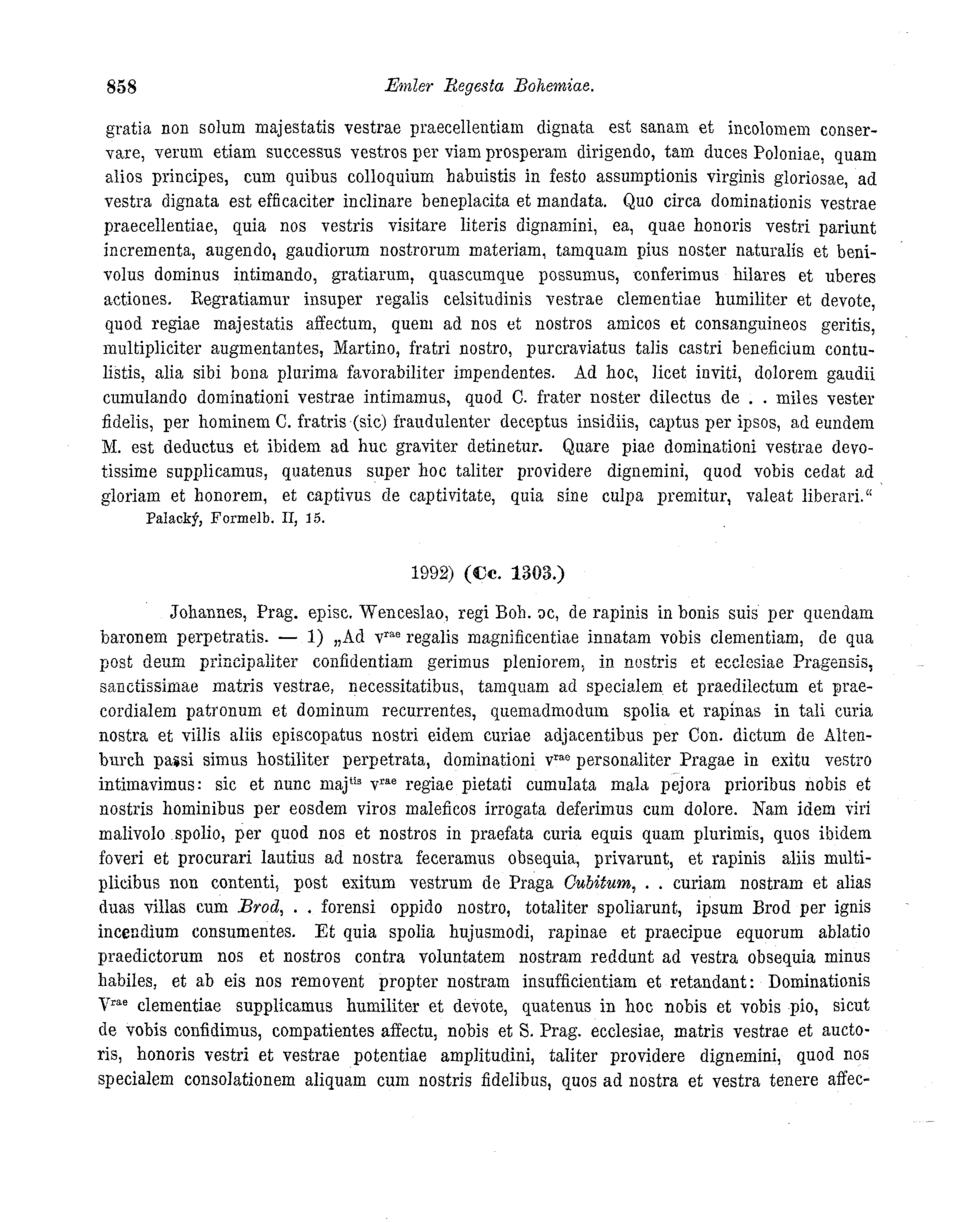 858 Emler Regesta Bohemiae.
gratia non solum majestatis vestrae praecellentiam dignata est sanam et incolomem conser-
vare, verum etiam successus vestros per viam prosperam dirigendo, tam duces Poloniae, quam
alios principes, cum quibus colloquium habuistis in festo assumptionis virginis gloriosae, ad
vestra dignata est efficaciter inclinare beneplacita et mandata. Quo circa dominationis vestrae
praecellentiae, quia nos vestris visitare literis dignamini, ea, quae honoris vestri pariunt
incrementa, augendo, gaudiorum nostrorum materiam, tamquam pius noster naturalis et beni-
volus dominus intimando, gratiarum, quascumque possumus, conferimus hilares et uberes
actiones. Regratiamur insuper regalis celsitudinis vestrae clementiae humiliter et devote,
quod regiae majestatis affectum, quem ad nos et nostros amicos et consanguineos geritis,
multipliciter augmentantes, Martino, fratri nostro, purcraviatus talis castri beneficium contu-
listis, alia sibi bona plurima favorabiliter impendentes. Ad hoc, licet inviti, dolorem gaudii
cumulando dominationi vestrae intimamus, quod C. frater noster dilectus de . . miles vester
fidelis, per hominem C. fratris (sic) fraudulenter deceptus insidiis, captus per ipsos, ad eundem
M. est deductus et ibidem ad huc graviter detinetur. Quare piae dominationi vestrae devo-
tissime supplicamus, quatenus super hoc taliter providere dignemini, quod vobis cedat ad
gloriam et honorem, et captivus de captivitate, quia sine culpa premitur, valeat liberari.“
Palacký, Formelb. II, 15.
1992) (Cc. 1303.)
Johannes, Prag. episc. Wenceslao, regi Boh. ɔc, de rapinis in bonis suis per quendam
baronem perpetratis. — 1) „Ad vrae regalis magnificentiae innatam vobis clementiam, de qua
post deum principaliter confidentiam gerimus pleniorem, in nostris et ecclesiae Pragensis,
sanctissimae matris vestrae, necessitatibus, tamquam ad specialem et praedilectum et prae-
cordialem patronum et dominum recurrentes, quemadmodum spolia et rapinas in tali curia
nostra et villis aliis episcopatus nostri eidem curiae adjacentibus per Con. dictum de Alten-
burch passi simus hostiliter perpetrata, dominationi vrae personaliter Pragae in exitu vestro
intimavimus: sic et nunc majtis vrae regiae pietati cumulata mala pejora prioribus nobis et
nostris hominibus per eosdem viros maleficos irrogata deferimus cum dolore. Nam idem viri
malivolo spolio, per quod nos et nostros in praefata curia equis quam plurimis, quos ibidem
foveri et procurari lautius ad nostra feceramus obsequia, privarunt, et rapinis aliis multi-
plicibus non contenti, post exitum vestrum de Praga Cubitum, . . curiam nostram et alias
duas villas cum Brod, . . forensi oppido nostro, totaliter spoliarunt, ipsum Brod per ignis
incendium consumentes. Et quia spolia hujusmodi, rapinae et praecipue equorum ablatio
praedictorum nos et nostros contra voluntatem nostram reddunt ad vestra obsequia minus
habiles, et ab eis nos removent propter nostram insufficientiam et retandant: Dominationis
Vrae clementiae supplicamus humiliter et devote, quatenus in hoc nobis et vobis pio, sicut
de vobis confidimus, compatientes affectu, nobis et S. Prag. ecclesiae, matris vestrae et aucto-
ris, honoris vestri et vestrae potentiae amplitudini, taliter providere dignemini, quod nos
specialem consolationem aliquam cum nostris fidelibus, quos ad nostra et vestra tenere affec-